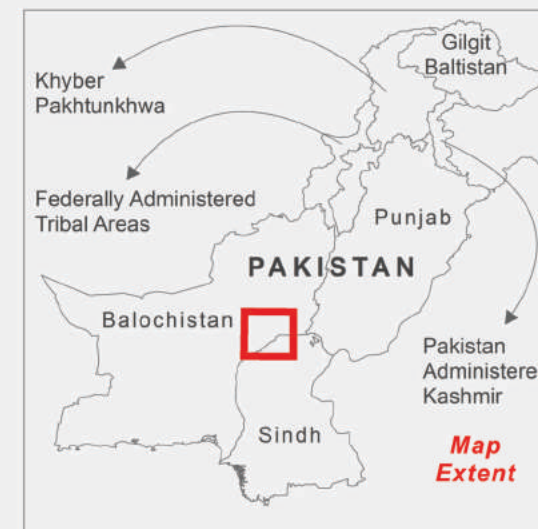 Gilgit
Baltistan
Khyber
Pakhtunkhwa
Federally Administered
Tribal Areas
Punjab
PAKISTAN
Balochistan
Pakistan
Administere
Kashmir
Sindh
Map
Extent